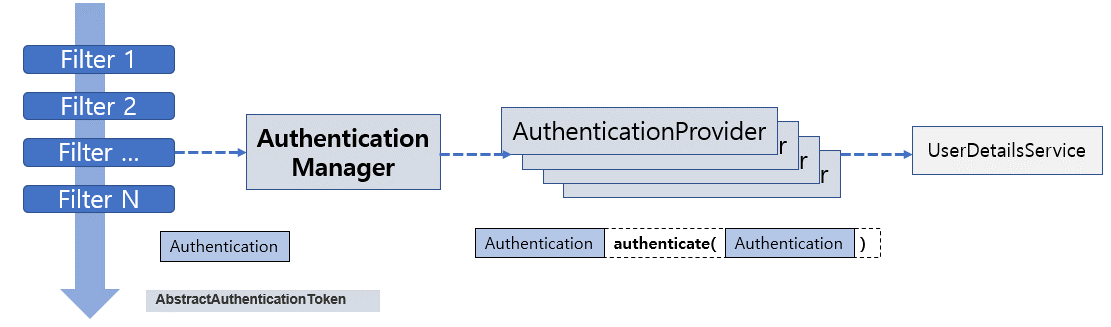 Filter 1
Filter 2
Filter ...
Filter N
Authentication
Manager
AuthenticationProvider
r
r
r
UserDetailsService
Authentication
Authentication authenticate( Authentication )
AbstractAuthenticationToken